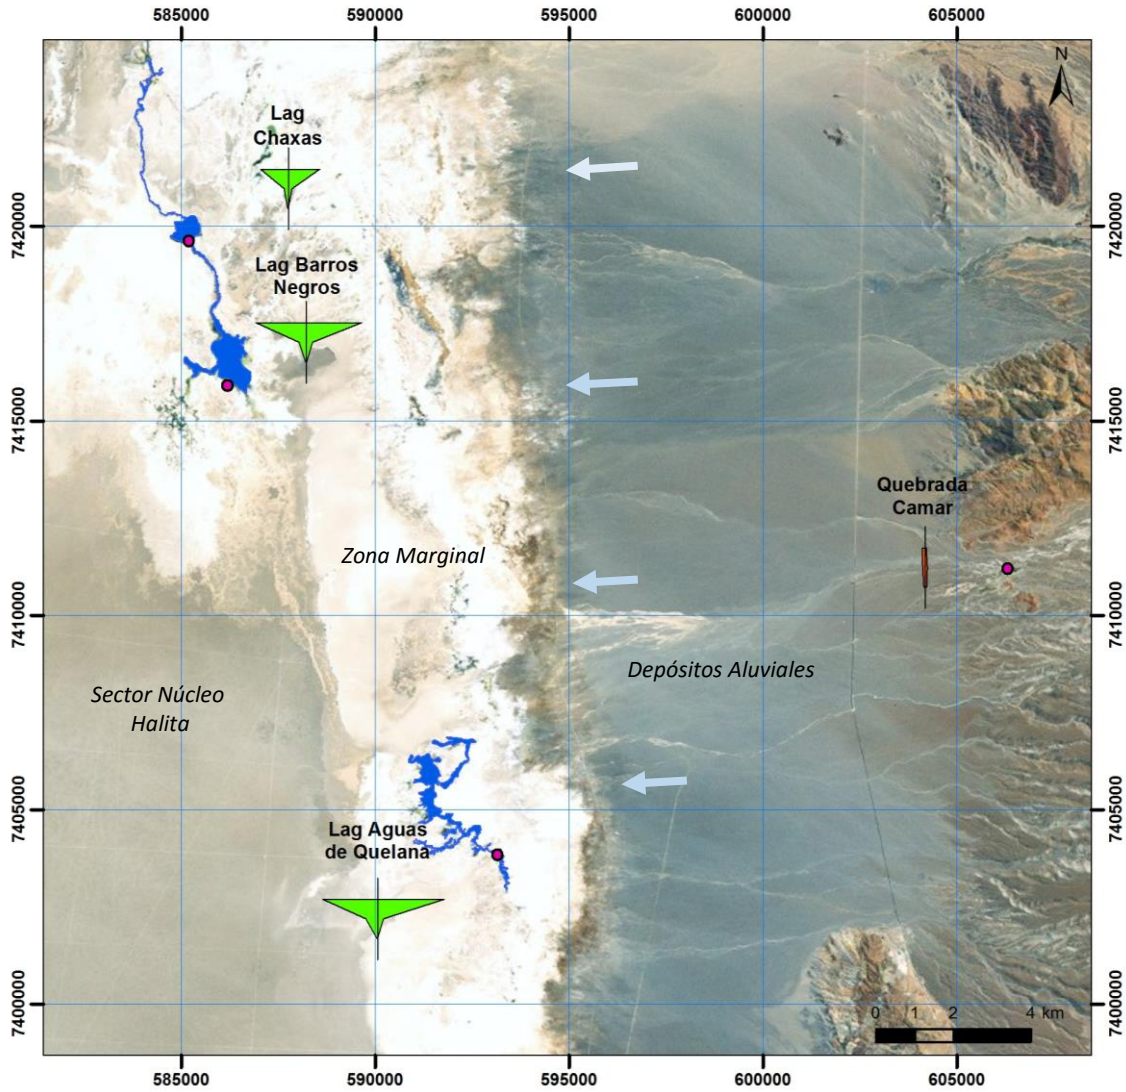 585000 590000 595000 600000 605000
N
Lag
Chaxas
7420000
7420000
Lag Barros
Negros
7415000
7415000
Quebrada
Camar
Zona Marginal
7410000
7410000
Depósitos Aluviales
Sector Núcleo
Halita
7405000
7405000
Lag Aguas
de Quelana
7400000
7400000
0 1 2 4 km
585000 590000 595000 600000 605000